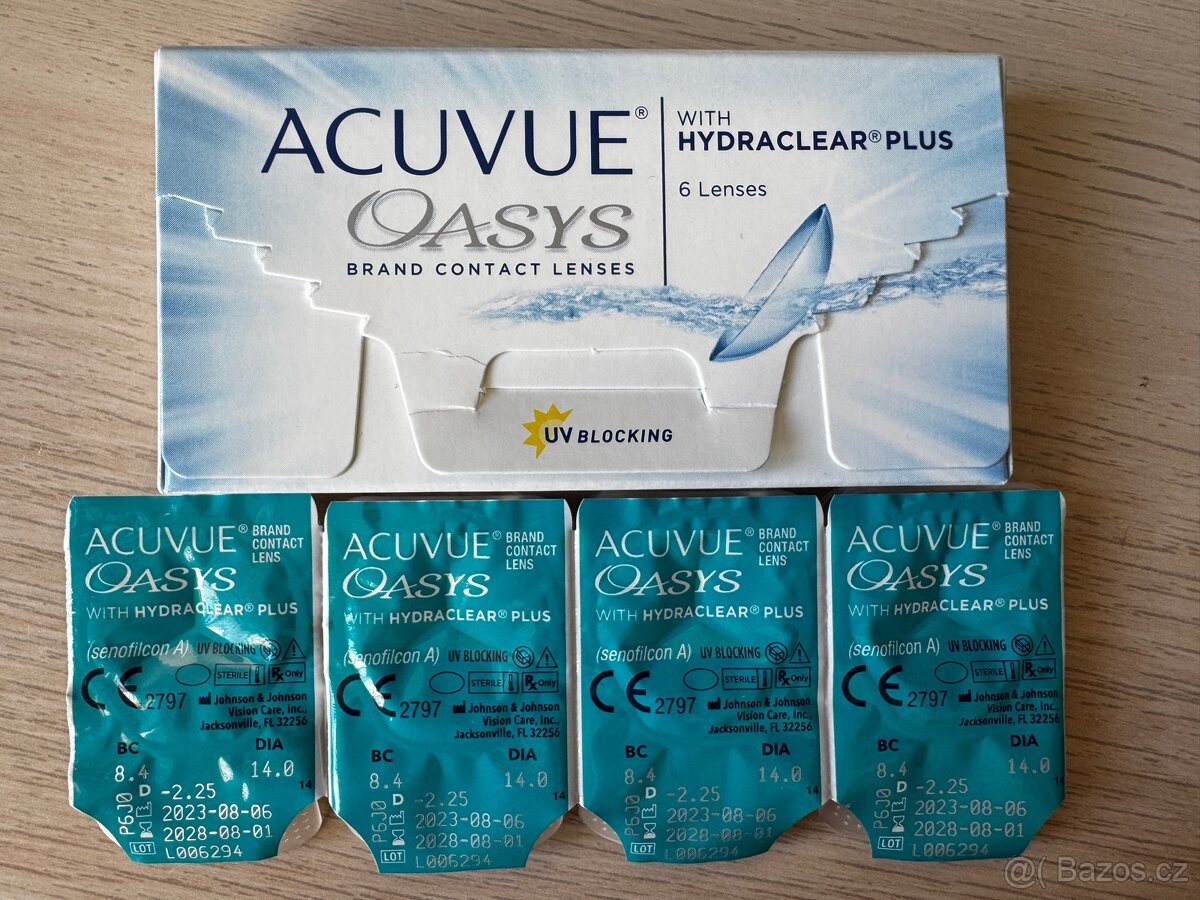 ACUVUE®
OASYS
BRAND CONTACT LENSES
WITH
HYDRACLEAR® PLUS
6 Lenses
UV BLOCKING
ACUVUE® BRAND CONTACT LENS
OASYS
WITH HYDRACLEAR® PLUS
(senofilcon A) UV BLOCKING
STERILE Rx Only
CE 2797 Johnson & Johnson
Vision Care, Inc.,
Jacksonville, FL 32256
BC DIA
8.4 14.0
14
P6J0 D -2.25
2023-08-06
2028-08-01
LOT L006294
ACUVUE® BRAND CONTACT LENS
OASYS
WITH HYDRACLEAR® PLUS
(senofilcon A) UV BLOCKING
STERILE Rx Only
CE 2797 Johnson & Johnson
Vision Care, Inc.,
Jacksonville, FL 32256
BC DIA
8.4 14.0
14
P6J0 D -2.25
2023-08-06
2028-08-01
LOT L006294
ACUVUE® BRAND CONTACT LENS
OASYS
WITH HYDRACLEAR® PLUS
(senofilcon A) UV BLOCKING
STERILE Rx Only
CE 2797 Johnson & Johnson
Vision Care, Inc.,
Jacksonville, FL 32256
BC DIA
8.4 14.0
14
P6J0 D -2.25
2023-08-06
2028-08-01
LOT L006294
ACUVUE® BRAND CONTACT LENS
OASYS
WITH HYDRACLEAR® PLUS
(senofilcon A) UV BLOCKING
STERILE Rx Only
CE 2797 Johnson & Johnson
Vision Care, Inc.,
Jacksonville, FL 32256
BC DIA
8.4 14.0
14
P6J0 D -2.25
2023-08-06
2028-08-01
LOT L006294
@( Bazos.cz